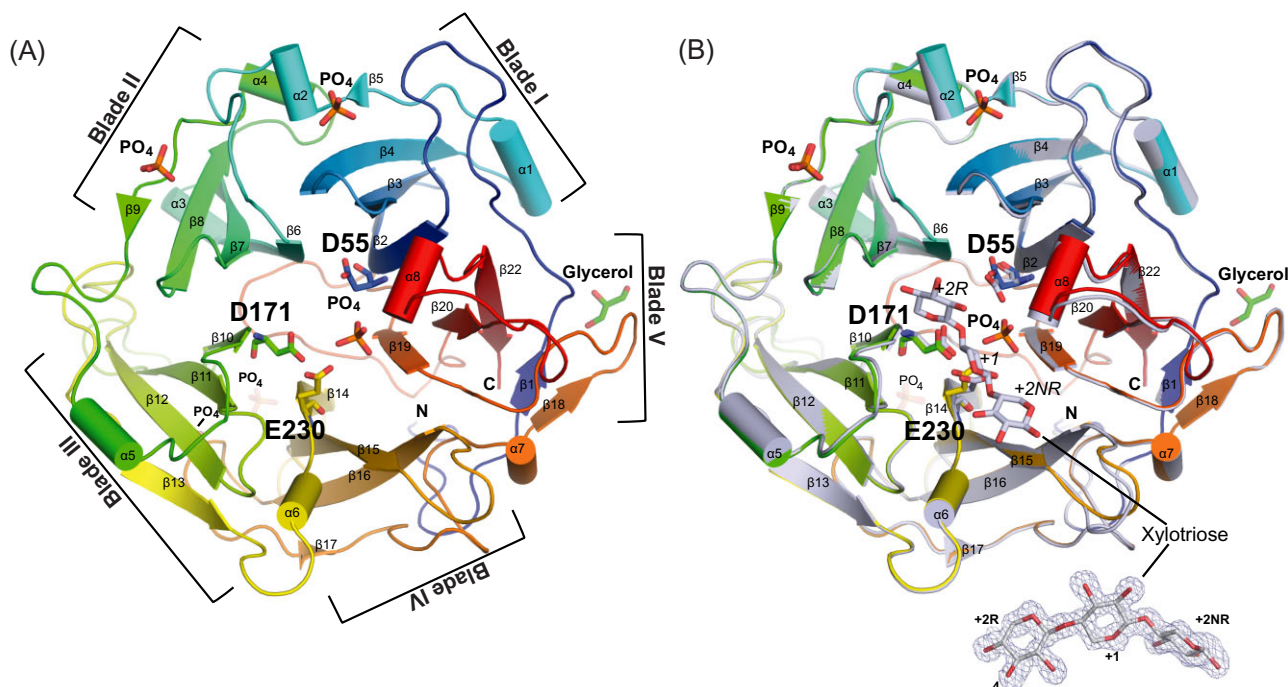 (A)
Blade II
Blade I
α4
α2
PO4
β5
PO4
β4
α1
β3
α3
β9
β8
β7
β6
β2
D55
α8
β22
Glycerol
Blade V
PO4
β20
D171
β10
β19
β11
PO4
C
β12
β14
β1
β18
PO4
E230
N
α5
β15
α7
β16
Blade III
β13
α6
β17
Blade IV
(B)
α4
α2
PO4
β5
PO4
β4
α1
β3
α3
β9
β8
β7
β6
β2
D55
α8
β22
Glycerol
+2R
β20
D171
PO4
β10
β19
+1
β11
C
PO4
+2NR
β12
β14
β1
β18
E230
N
α5
β15
α7
β16
β13
α6
β17
Xylotriose
+2R
+2NR
+1